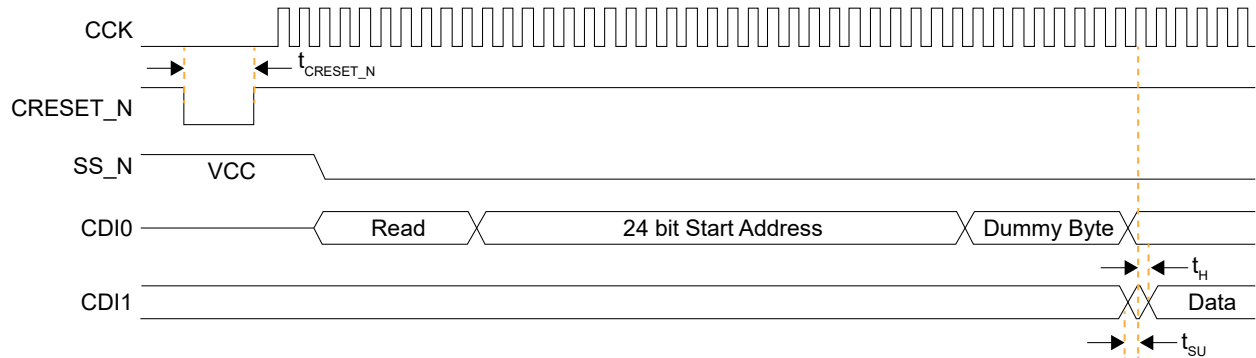 CCK
tCRESET_N
CRESET_N
SS_N VCC
CDI0 Read 24 bit Start Address Dummy Byte
tH
CDI1 Data
tSU